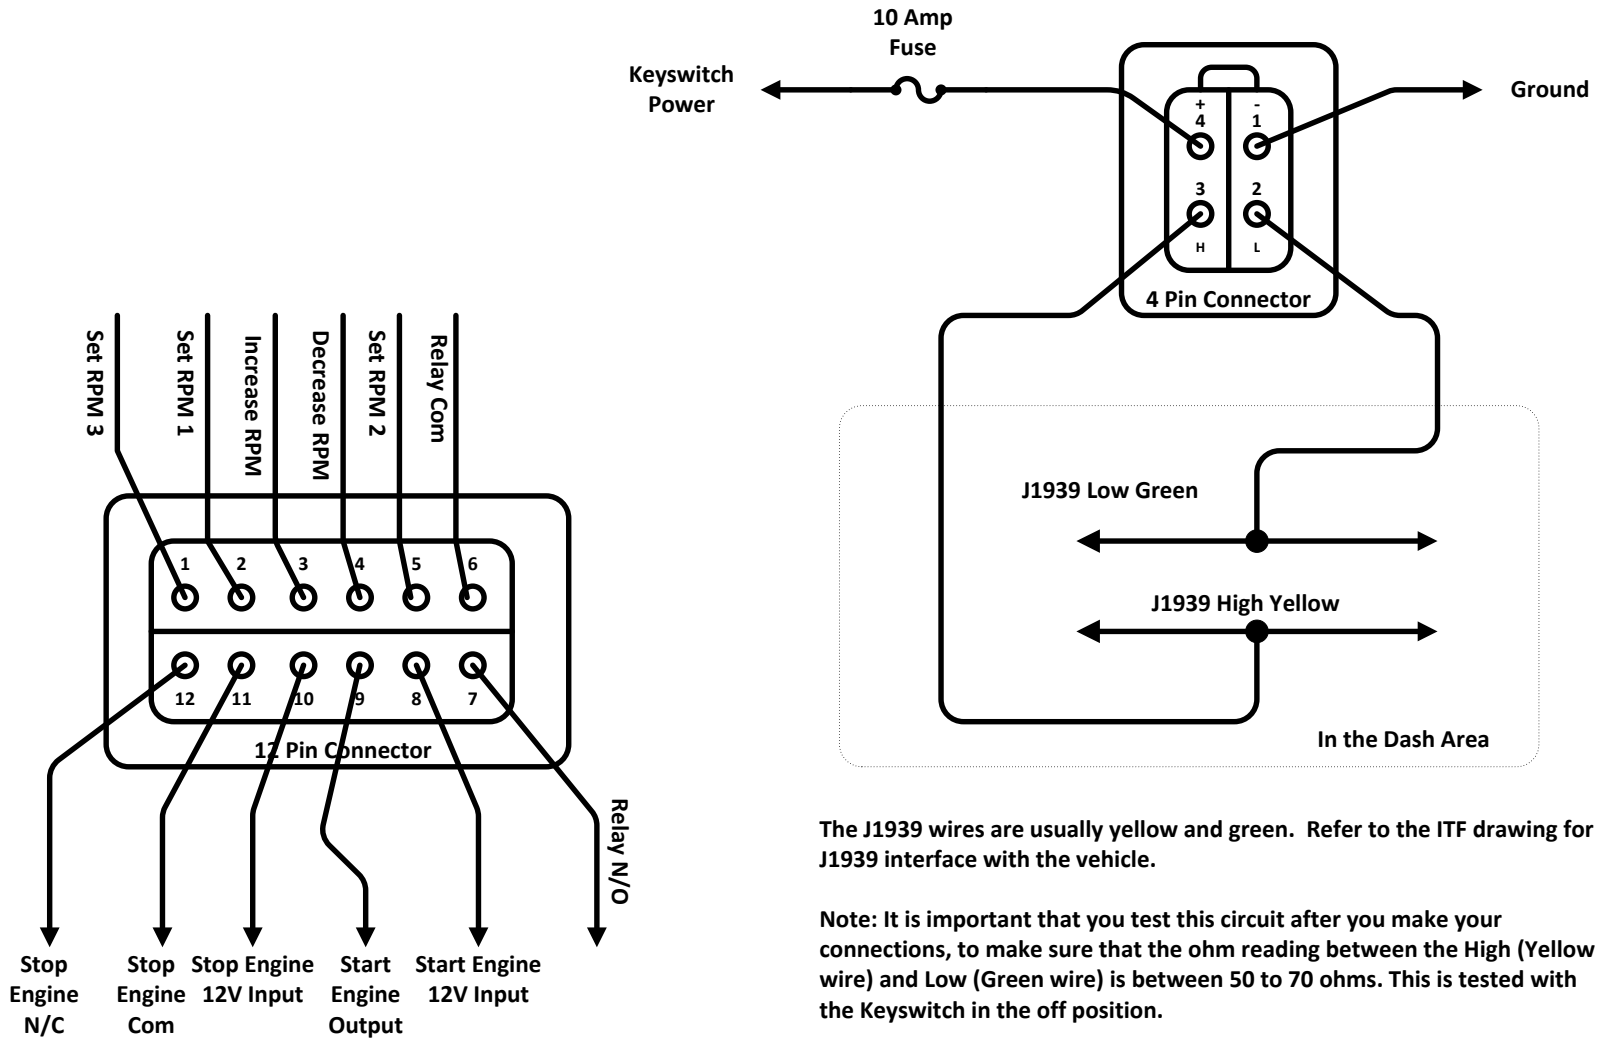 10 Amp
Fuse
Keyswitch
Power
Ground
+ -
4 1
3 2
H L
4 Pin Connector
Set RPM 3
Set RPM 1
Increase RPM
Decrease RPM
Set RPM 2
Relay Com
1 2 3 4 5 6
12 11 10 9 8 7
12 Pin Connector
Relay N/O
Stop
Engine
N/C
Stop
Engine
Com
Stop Engine
12V Input
Start
Engine
Output
Start Engine
12V Input
J1939 Low Green
J1939 High Yellow
In the Dash Area
The J1939 wires are usually yellow and green.  Refer to the ITF drawing for
J1939 interface with the vehicle.
Note: It is important that you test this circuit after you make your
connections, to make sure that the ohm reading between the High (Yellow
wire) and Low (Green wire) is between 50 to 70 ohms. This is tested with
the Keyswitch in the off position.